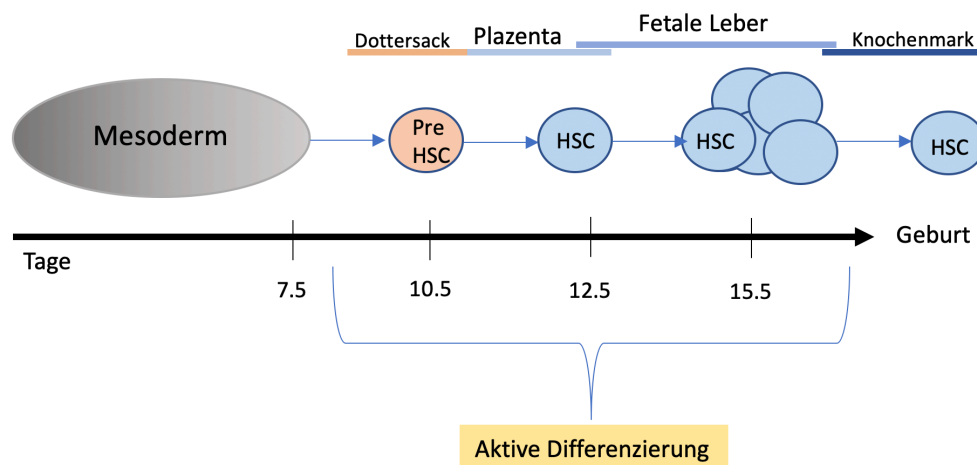 Dottersack
Plazenta
Fetale Leber
Knochenmark
Mesoderm
Pre
HSC
HSC
HSC
HSC
Tage
Geburt
7.5
10.5
12.5
15.5
Aktive Differenzierung